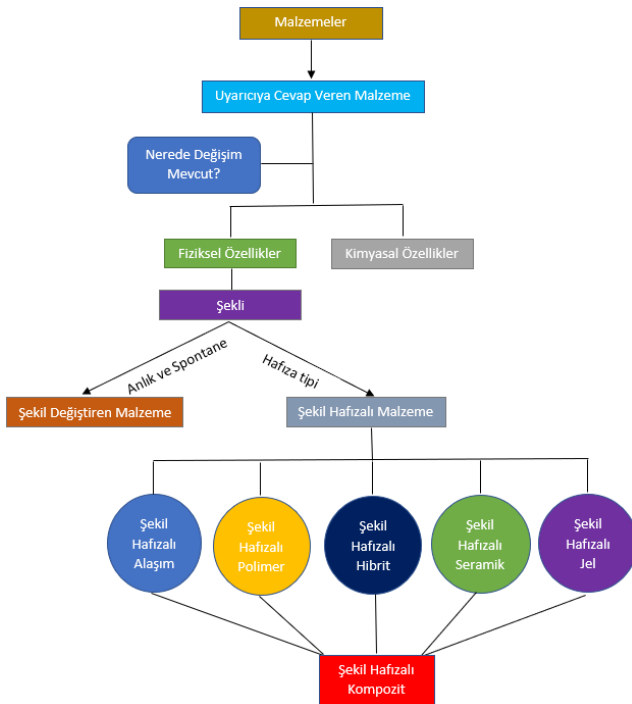 Malzemeler
Uyarıcıya Cevap Veren Malzeme
Nerede Değişim
Mevcut?
Fiziksel Özellikler
Kimyasal Özellikler
Şekli
Anlık ve Spontane
Hafıza tipi
Şekil Değiştiren Malzeme
Şekil Hafızalı Malzeme
Şekil
Hafızalı
Alaşım
Şekil
Hafızalı
Polimer
Şekil
Hafızalı
Hibrit
Şekil
Hafızalı
Seramik
Şekil
Hafızalı
Jel
Şekil Hafızalı
Kompozit